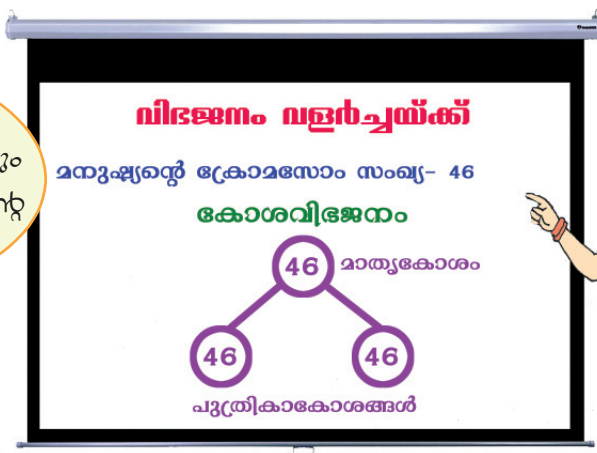 വിഭജനം വളർച്ചയ്ക്ക്
മനുഷ്യന്റെ ക്രോമസോം സംഖ്യ- 46
കോശവിഭജനം
46 മാതൃകോശം
46 46
പുത്രികാകോശങ്ങൾ